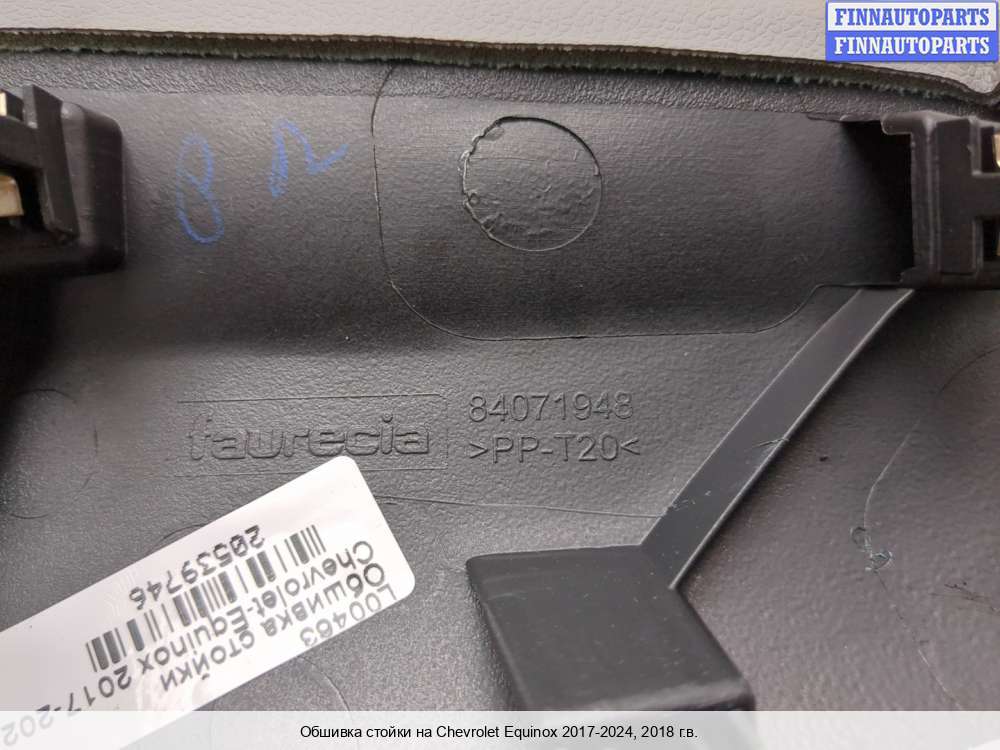 FINNAUTOPARTS
FINNAUTOPARTS
84071948
faurecia
>PP-T20<
L00463
Обшивка стойки
Chevrolet-Equinox 2017-202
20539746
Обшивка стойки на Chevrolet Equinox 2017-2024, 2018 г.в.